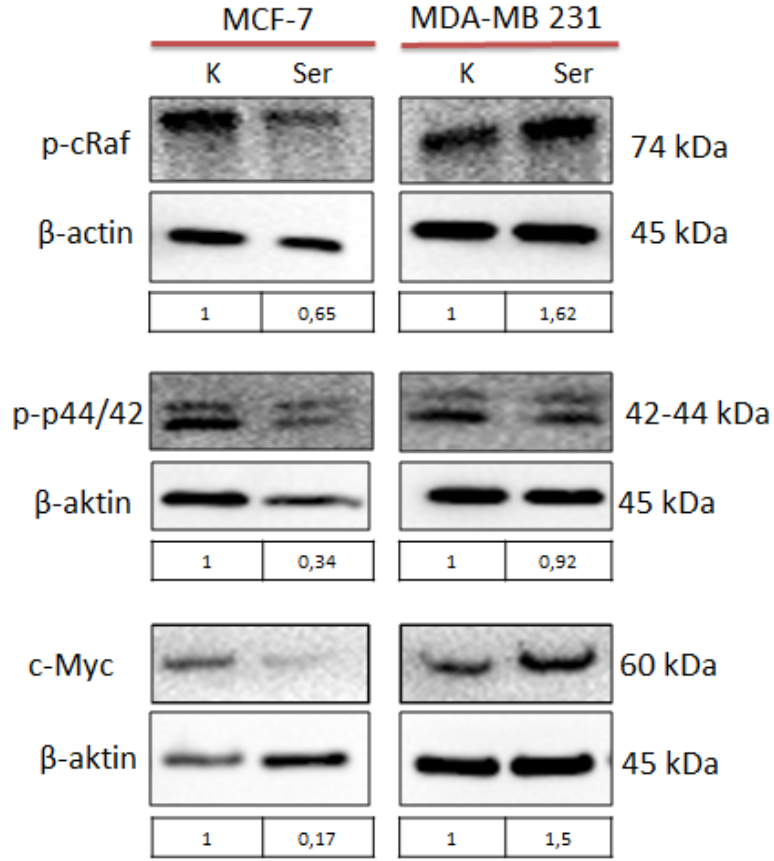 MCF-7 MDA-MB 231
K Ser K Ser
p-cRaf 74 kDa
β-actin 45 kDa
1 0,65 1 1,62
p-p44/42 42-44 kDa
β-aktin 45 kDa
1 0,34 1 0,92
c-Myc 60 kDa
β-aktin 45 kDa
1 0,17 1 1,5